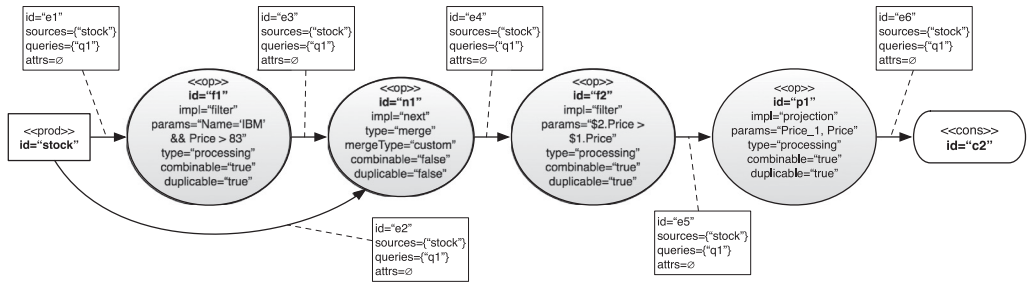 id="e1"
sources={"stock"}
queries={"q1"}
attrs=∅
id="e3"
sources={"stock"}
queries={"q1"}
attrs=∅
id="e4"
sources={"stock"}
queries={"q1"}
attrs=∅
id="e6"
sources={"stock"}
queries={"q1"}
attrs=∅
<<prod>>
id="stock"
<<op>>
id="f1"
impl="filter"
params="Name='IBM'
&& Price > 83"
type="processing"
combinable="true"
duplicable="true"
<<op>>
id="n1"
impl="next"
type="merge"
mergeType="custom"
combinable="false"
duplicable="false"
<<op>>
id="f2"
impl="filter"
params="$2.Price >
$1.Price"
type="processing"
combinable="true"
duplicable="true"
<<op>>
id="p1"
impl="projection"
params="Price_1, Price"
type="processing"
combinable="true"
duplicable="true"
<<cons>>
id="c2"
id="e2"
sources={"stock"}
queries={"q1"}
attrs=∅
id="e5"
sources={"stock"}
queries={"q1"}
attrs=∅